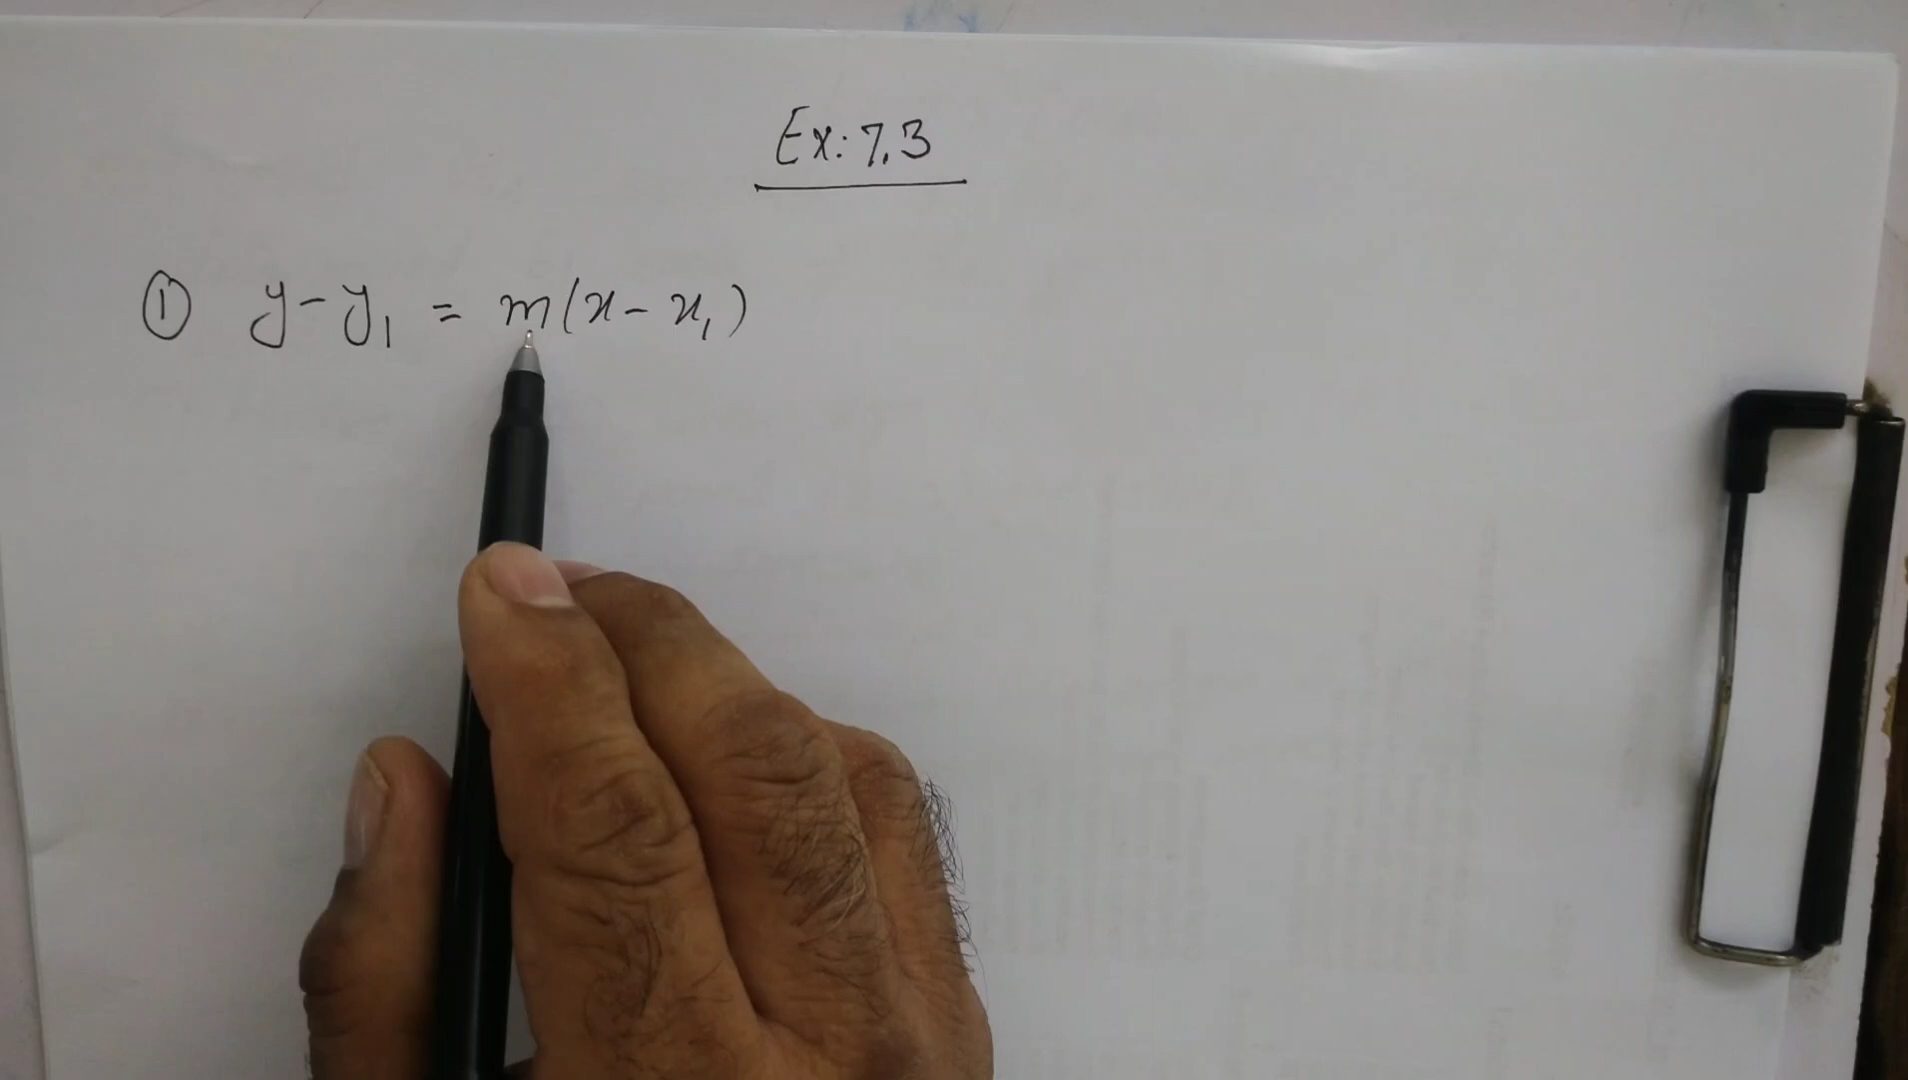 Ex: 7.3
① y - y₁ = m(x - x₁)